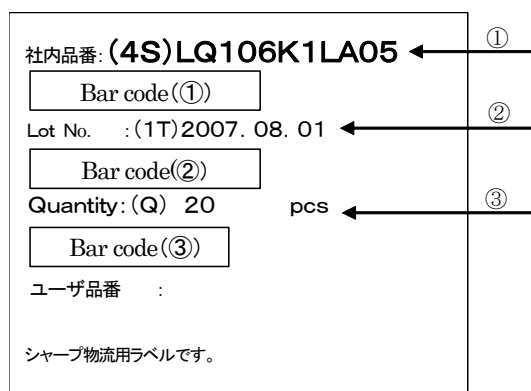 社内品番:(4S)LQ106K1LA05 ①
Bar code(①)
Lot No. :(1T)2007. 08. 01 ②
Bar code(②)
Quantity:(Q) 20 pcs ③
Bar code(③)
ユーザ品番 :
シャープ物流用ラベルです。